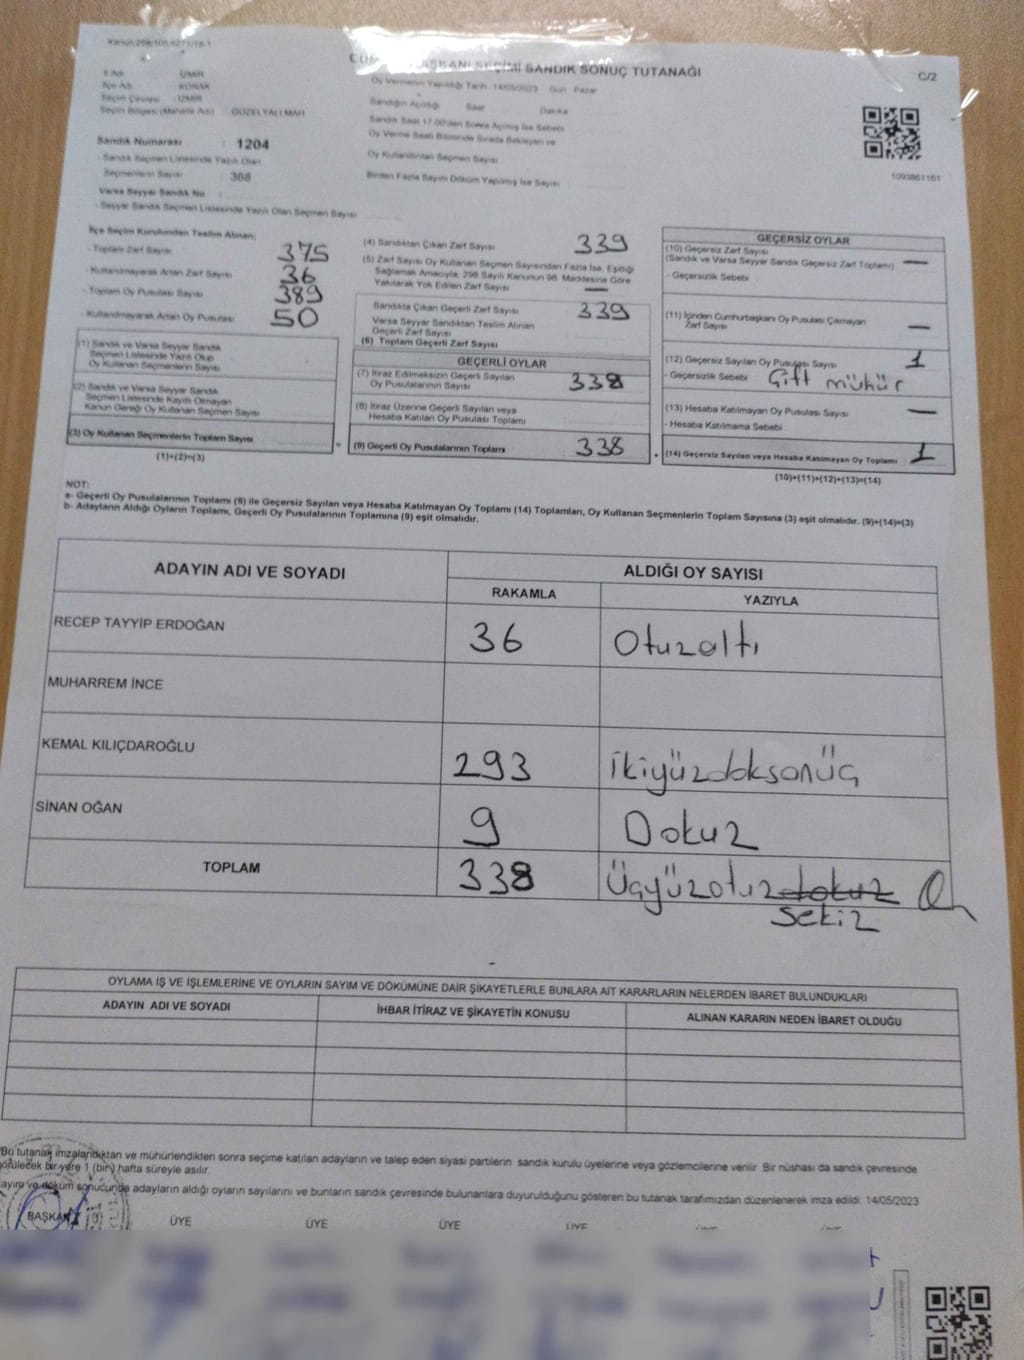 Kanun:298/105,6271/18-1
BAŞKANI SEÇİMİ SANDIK SONUÇ TUTANAĞI
C/2
İl Adı : İZMİR
İlçe Adı : KONAK
Seçim Çevresi : İZMİR
Seçim Bölgesi (Mahalle Adı) : GÜZELYALI MAH
Sandık Numarası : 1204
Sandık Seçmen Listesinde Yazılı Olan
Seçmenlerin Sayısı : 368
Varsa Seyyar Sandık No :
- Seyyar Sandık Seçmen Listesinde Yazılı Olan Seçmen Sayısı
Oy Vermenin Yapıldığı Tarih : 14/05/2023 Gün : Pazar
Sandığın Açıldığı Saat Dakika
Sandık Saat 17:00'den Sonra Açılmış İse Sebebi
Oy Verme Saati Bitiminde Sırada Bekleyen ve
Oy Kullandırılan Seçmen Sayısı
Birden Fazla Sayım Döküm Yapılmış İse Sayısı
1093861161
İlçe Seçim Kurulundan Teslim Alınan;
- Toplam Zarf Sayısı 375
- Kullanılmayarak Artan Zarf Sayısı 36
- Toplam Oy Pusulası Sayısı 389
- Kullanılmayarak Artan Oy Pusulası 50
(1) Sandık ve Varsa Seyyar Sandık
Seçmen Listesinde Yazılı Olup
Oy Kullanan Seçmenlerin Sayısı
(2) Sandık ve Varsa Seyyar Sandık
Seçmen Listesinde Kayıtlı Olmayan
Kanun Gereği Oy Kullanan Seçmen Sayısı
(3) Oy Kullanan Seçmenlerin Toplam Sayısı
(1)+(2)=(3)
(4) Sandıktan Çıkan Zarf Sayısı 339
(5) Zarf Sayısı Oy Kullanan Seçmen Sayısından Fazla İse, Eşitliği
Sağlamak Amacıyla, 298 Sayılı Kanunun 98. Maddesine Göre
Yakılarak Yok Edilen Zarf Sayısı —
Sandıkta Çıkan Geçerli Zarf Sayısı 339
Varsa Seyyar Sandıktan Teslim Alınan
Geçerli Zarf Sayısı
(6) Toplam Geçerli Zarf Sayısı
GEÇERLİ OYLAR
(7) İtiraz Edilmeksizin Geçerli Sayılan
Oy Pusulalarının Sayısı 338
(8) İtiraz Üzerine Geçerli Sayılan veya
Hesaba Katılan Oy Pusulaları Toplamı
(9) Geçerli Oy Pusulalarının Toplamı : 338
GEÇERSİZ OYLAR
(10) Geçersiz Zarf Sayısı
(Sandık ve Varsa Seyyar Sandık Geçersiz Zarf Toplamı) —
- Geçersizlik Sebebi :
(11) İçinden Cumhurbaşkanı Oy Pusulası Çıkmayan
Zarf Sayısı —
(12) Geçersiz Sayılan Oy Pusulası Sayısı 1
- Geçersizlik Sebebi : Çift mühür
(13) Hesaba Katılmayan Oy Pusulası Sayısı —
- Hesaba Katılmama Sebebi :
(14) Geçersiz Sayılan veya Hesaba Katılmayan Oy Toplamı : 1
(10)+(11)+(12)+(13)=(14)
NOT:
a- Geçerli Oy Pusulalarının Toplamı (9) ile Geçersiz Sayılan veya Hesaba Katılmayan Oy Toplamı (14) Toplamları, Oy Kullanan Seçmenlerin Toplam Sayısına (3) eşit olmalıdır. (9)+(14)=(3)
b- Adayların Aldığı Oyların Toplamı, Geçerli Oy Pusulalarının Toplamına (9) eşit olmalıdır.
ADAYIN ADI VE SOYADI
ALDIĞI OY SAYISI
RAKAMLA YAZIYLA
RECEP TAYYİP ERDOĞAN 36 Otuzaltı
MUHARREM İNCE
KEMAL KILIÇDAROĞLU 293 İkiyüzdoksanüç
SİNAN OĞAN 9 Dokuz
TOPLAM 338 Üçyüzotuzdokuz
Sekiz
OYLAMA İŞ VE İŞLEMLERİNE VE OYLARIN SAYIM VE DÖKÜMÜNE DAİR ŞİKAYETLERLE BUNLARA AİT KARARLARIN NELERDEN İBARET BULUNDUKLARI
ADAYIN ADI VE SOYADI İHBAR İTİRAZ VE ŞİKAYETİN KONUSU ALINAN KARARIN NEDEN İBARET OLDUĞU
Bu tutanak imzalandıktan ve mühürlendikten sonra seçime katılan adayların ve talep eden siyasi partilerin sandık kurulu üyelerine veya gözlemcilerine verilir. Bir nüshası da sandık çevresinde
görülecek bir yere 1 (bir) hafta süreyle asılır.
ayım ve döküm sonucunda adayların aldığı oyların sayılarını ve bunların sandık çevresinde bulunanlara duyurulduğunu gösteren bu tutanak tarafımızdan düzenlenerek imza edildi. 14/05/2023
BAŞKAN ÜYE ÜYE ÜYE ÜYE ÜYE ÜYE